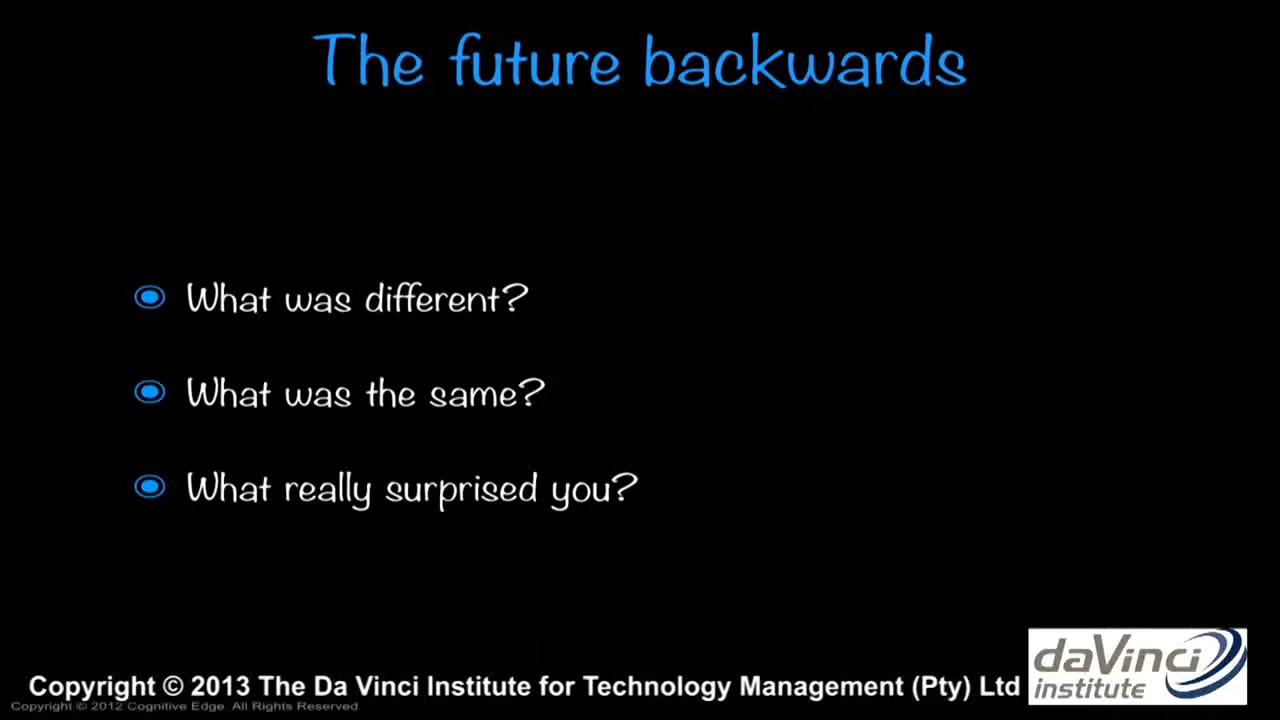 The future backwards
What was different?
What was the same?
What really surprised you?
daVinci
institute
Copyright © 2013 The Da Vinci Institute for Technology Management (Pty) Ltd
Copyright © 2012 Cognitive Edge. All Rights Reserved.